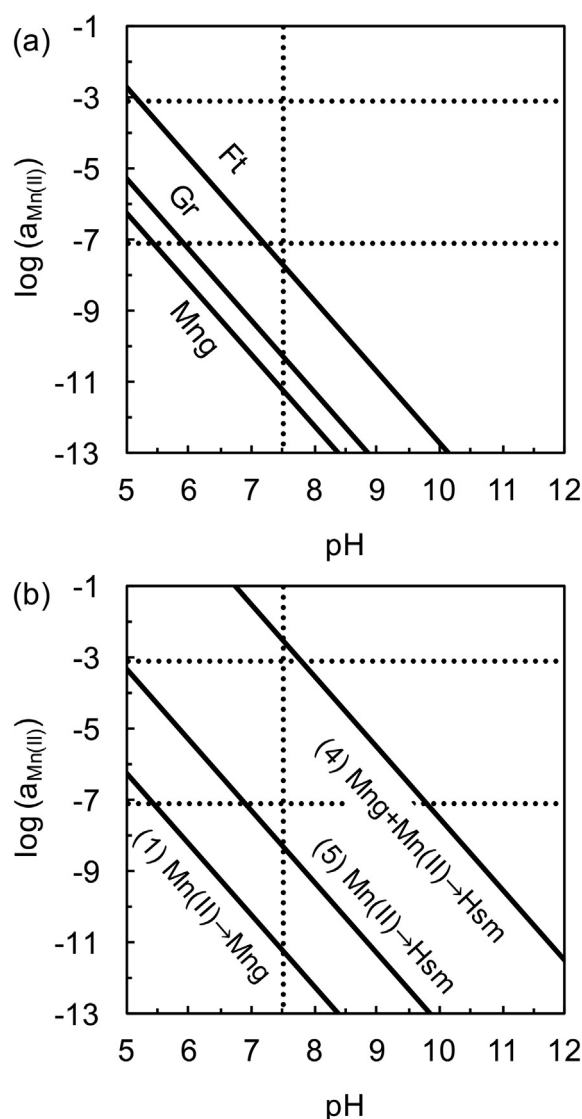 (a)
-1
-3
-5
-7
-9
-11
-13
log (aMn(II))
Ft
Gr
Mng
5 6 7 8 9 10 11 12
pH
(b)
-1
-3
-5
-7
-9
-11
-13
log (aMn(II))
(4) Mng+Mn(II)→Hsm
(5) Mn(II)→Hsm
(1) Mn(II)→Mng
5 6 7 8 9 10 11 12
pH